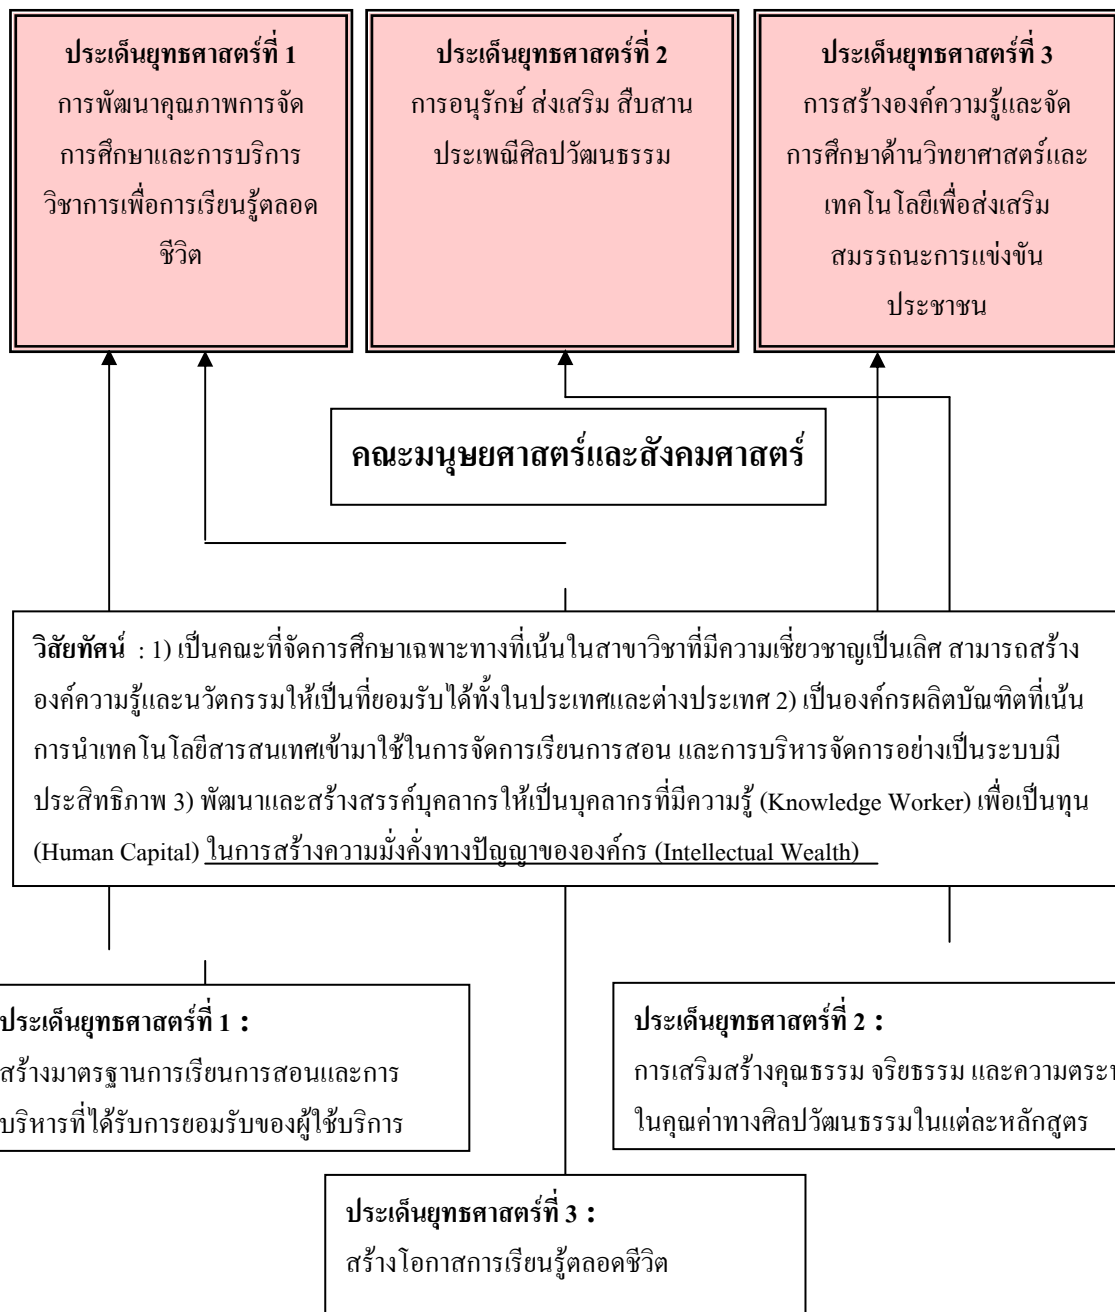 ประเด็นยุทธศาสตร์ที่ 1
การพัฒนาคุณภาพการจัด
การศึกษาและการบริการ
วิชาการเพื่อการเรียนรู้ตลอด
ชีวิต
ประเด็นยุทธศาสตร์ที่ 2
การอนุรักษ์ ส่งเสริม สืบสาน
ประเพณีศิลปวัฒนธรรม
ประเด็นยุทธศาสตร์ที่ 3
การสร้างองค์ความรู้และจัด
การศึกษาด้านวิทยาศาสตร์และ
เทคโนโลยีเพื่อส่งเสริม
สมรรถนะการแข่งขัน
ประชาชน
คณะมนุษยศาสตร์และสังคมศาสตร์
วิสัยทัศน์ : 1) เป็นคณะที่จัดการศึกษาเฉพาะทางที่เน้นในสาขาวิชาที่มีความเชี่ยวชาญเป็นเลิศ สามารถสร้าง
องค์ความรู้และนวัตกรรมให้เป็นที่ยอมรับได้ทั้งในประเทศและต่างประเทศ 2) เป็นองค์กรผลิตบัณฑิตที่เน้น
การนำเทคโนโลยีสารสนเทศเข้ามาใช้ในการจัดการเรียนการสอน และการบริหารจัดการอย่างเป็นระบบมี
ประสิทธิภาพ 3) พัฒนาและสร้างสรรค์บุคลากรให้เป็นบุคลากรที่มีความรู้ (Knowledge Worker) เพื่อเป็นทุน
(Human Capital) ในการสร้างความมั่งคั่งทางปัญญาขององค์กร (Intellectual Wealth)
ประเด็นยุทธศาสตร์ที่ 1 :
สร้างมาตรฐานการเรียนการสอนและการ
บริหารที่ได้รับการยอมรับของผู้ใช้บริการ
ประเด็นยุทธศาสตร์ที่ 2 :
การเสริมสร้างคุณธรรม จริยธรรม และความ
ในคุณค่าทางศิลปวัฒนธรรมในแต่ละหลักสูตร
ประเด็นยุทธศาสตร์ที่ 3 :
สร้างโอกาสการเรียนรู้ตลอดชีวิต